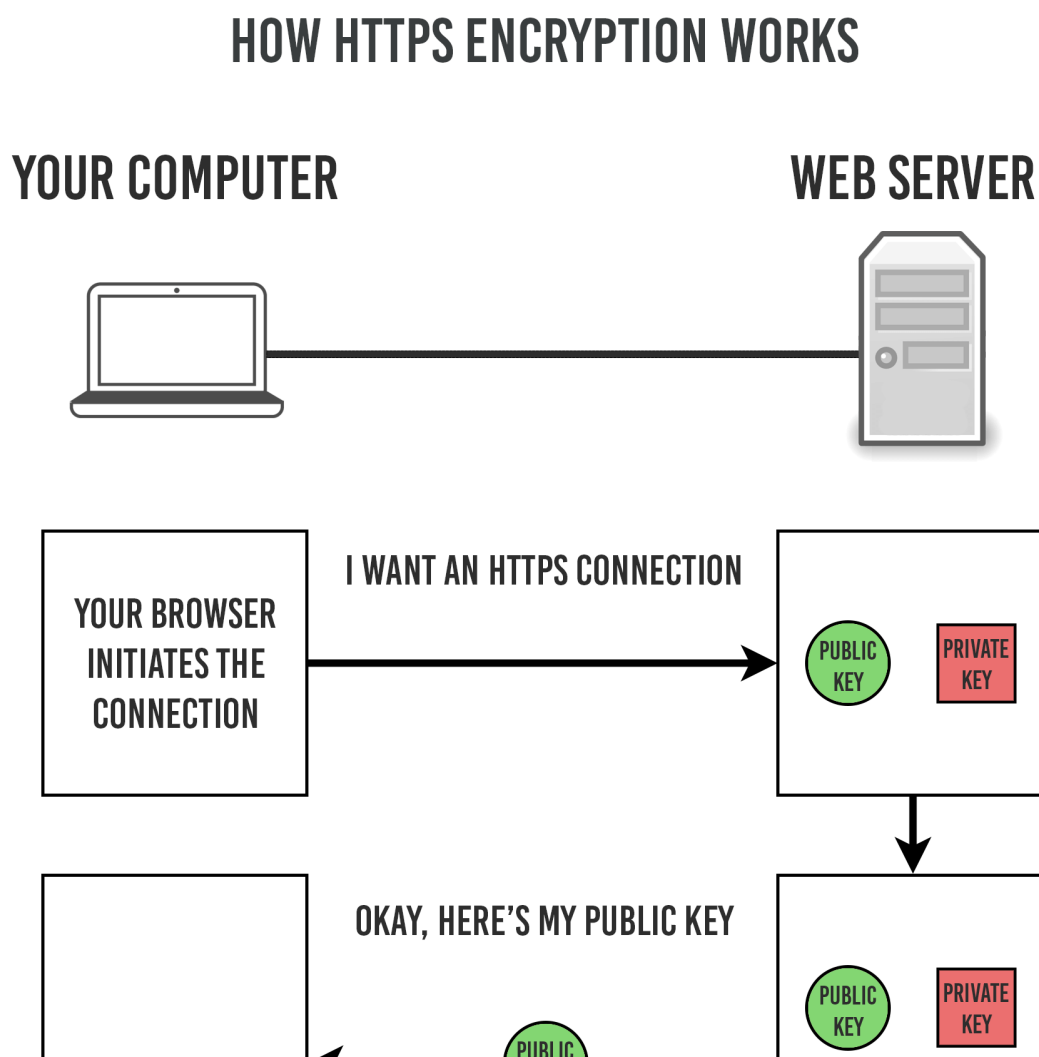 HOW HTTPS ENCRYPTION WORKS
YOUR COMPUTER
WEB SERVER
I WANT AN HTTPS CONNECTION
YOUR BROWSER
INITIATES THE
CONNECTION
PUBLIC
KEY
PRIVATE
KEY
OKAY, HERE'S MY PUBLIC KEY
PUBLIC
KEY
PRIVATE
KEY
PUBLIC